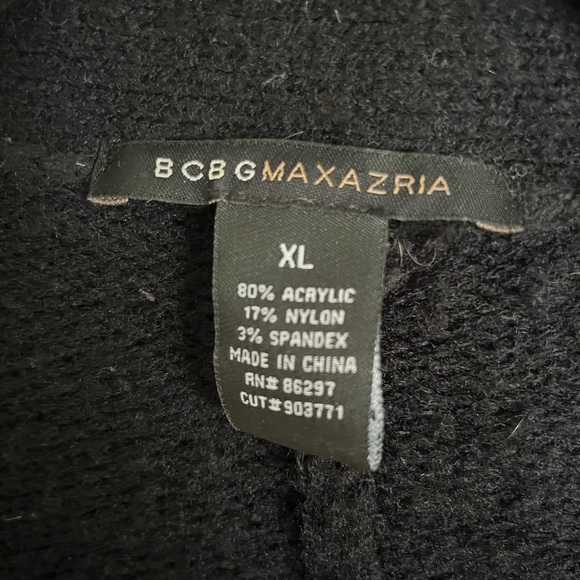 BCBGMAXAZRIA
XL
80% ACRYLIC
17% NYLON
3% SPANDEX
MADE IN CHINA
RN# 86297
CUT#903771